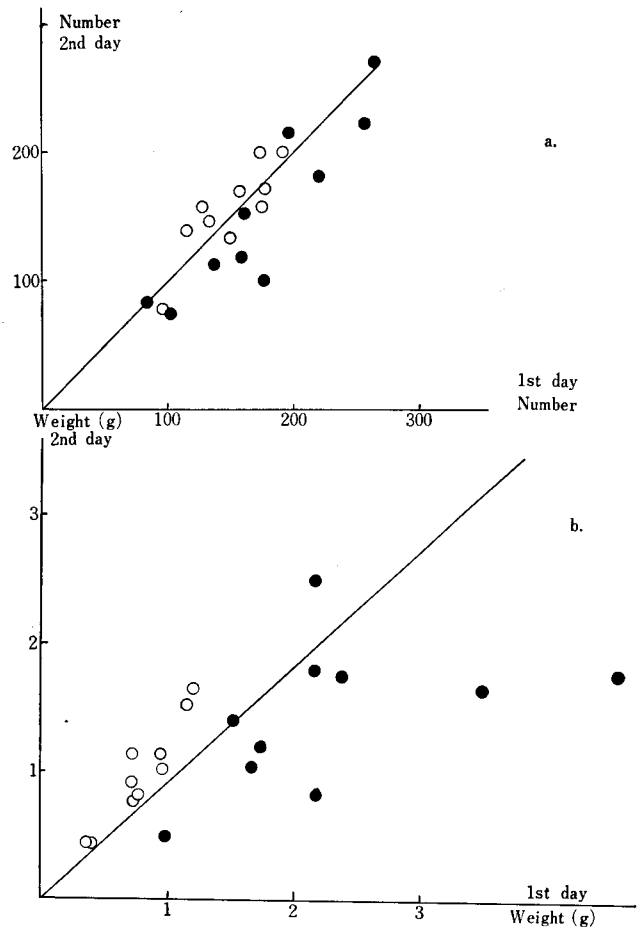 Number
2nd day
200
a.
100
1st day
Number
100
200
300
Weight (g)
2nd day
3
b.
2
1
1st day
Weight (g)
1
2
3